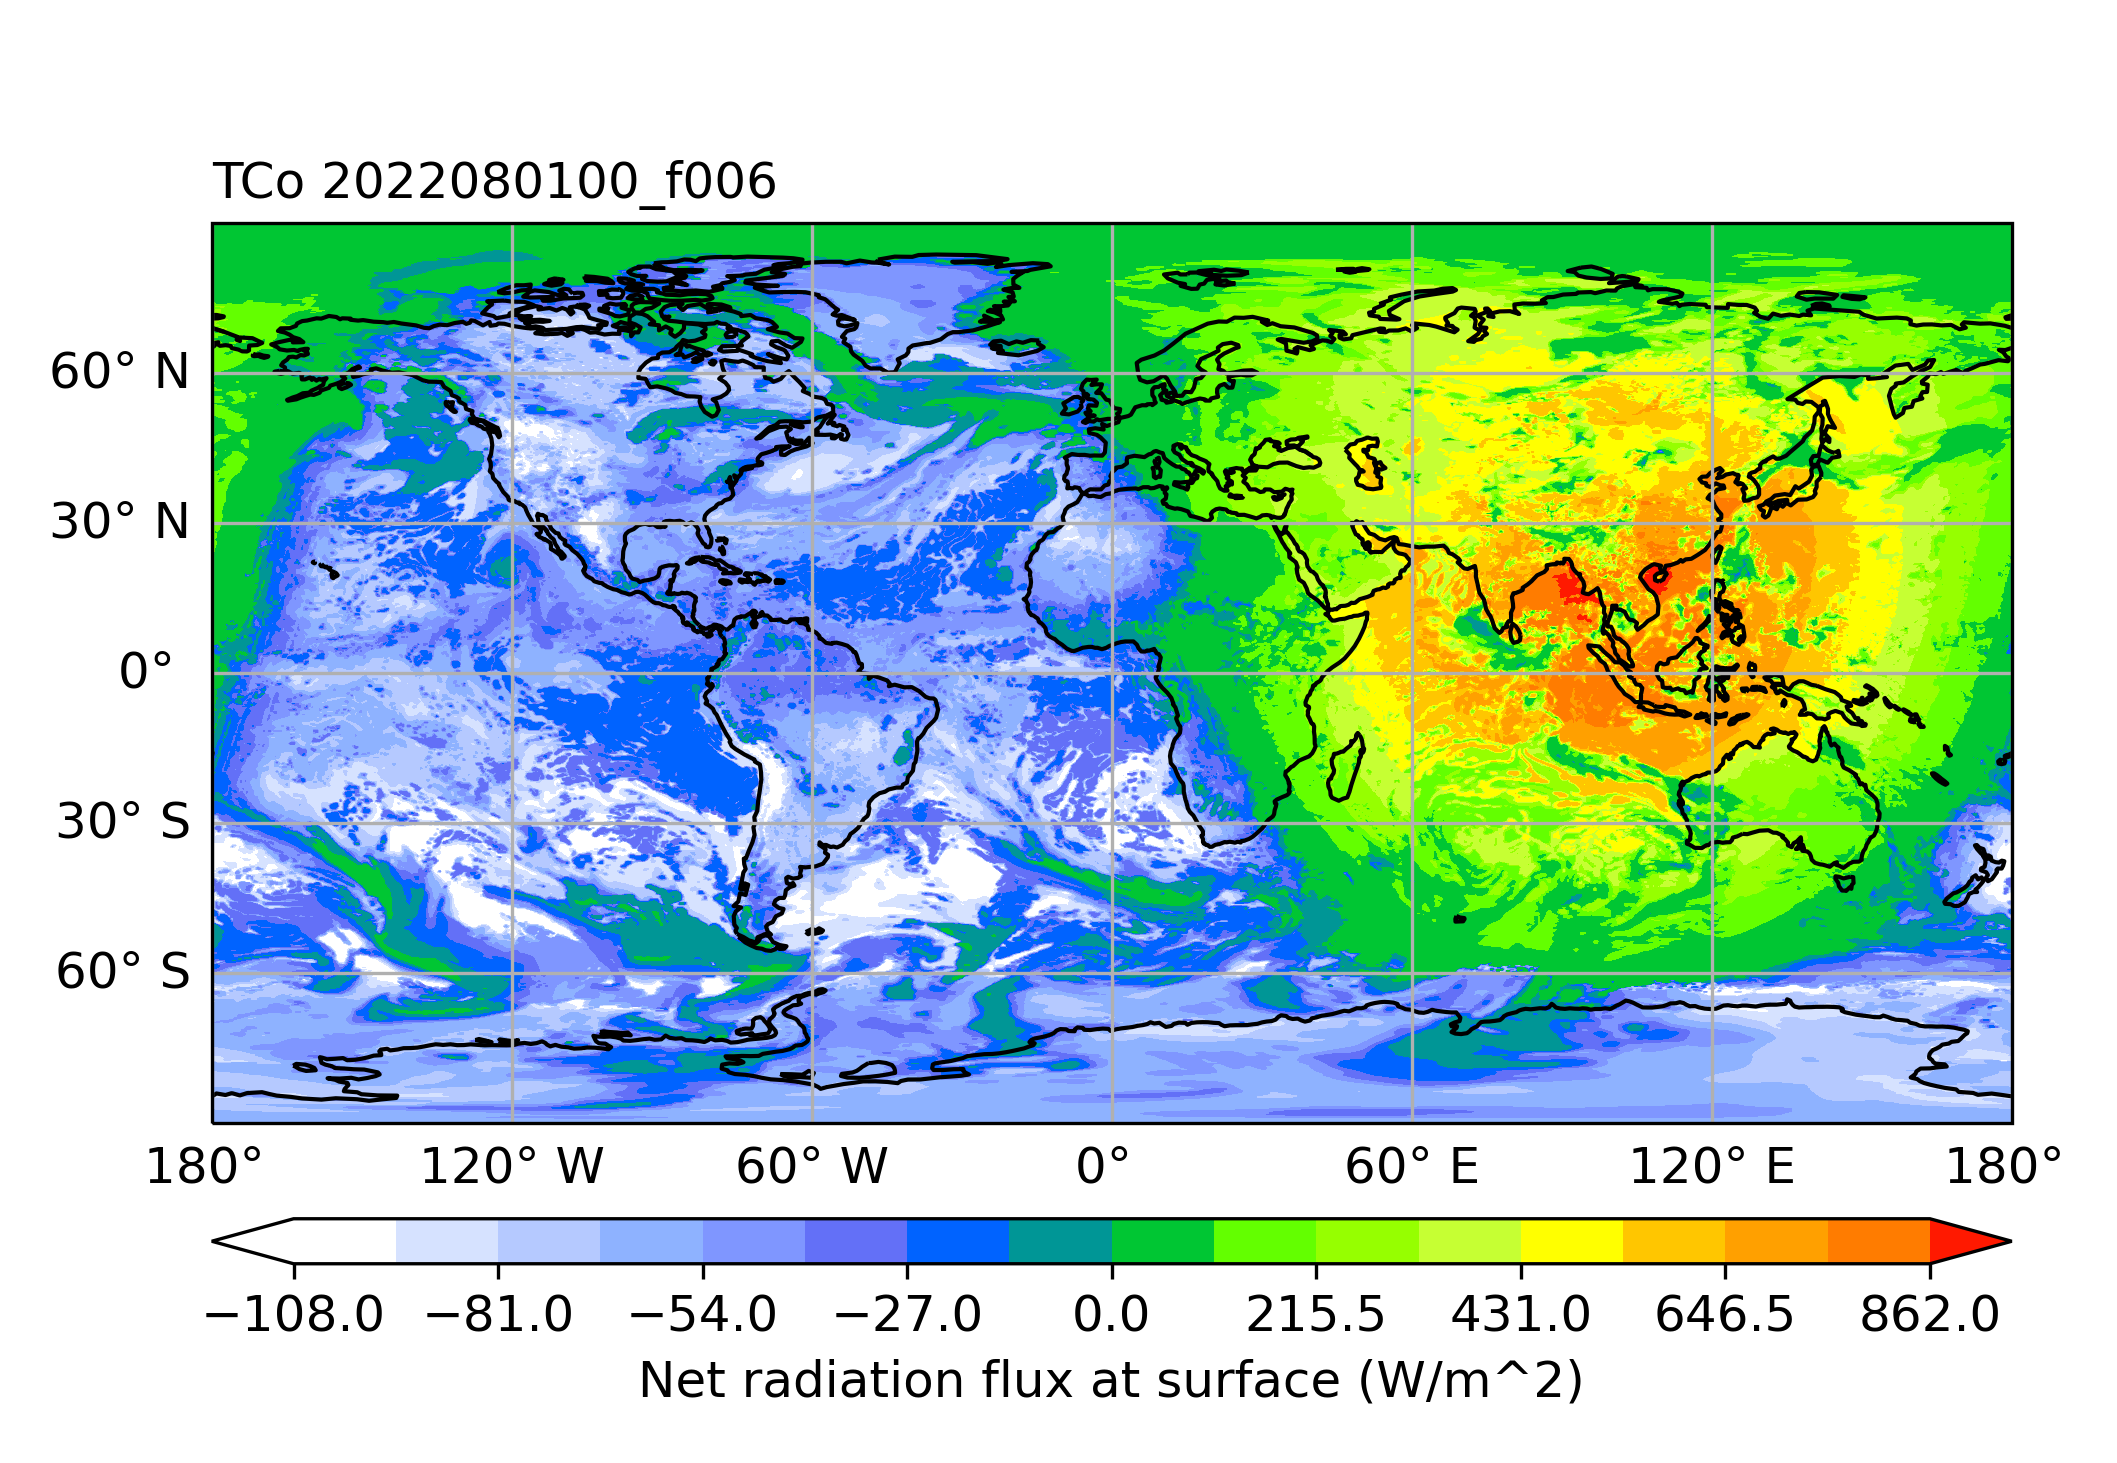 TCo 2022080100_f006
60° N
30° N
0°
30° S
60° S
180° 120° W 60° W 0° 60° E 120° E 180°
−108.0 −81.0 −54.0 −27.0 0.0 215.5 431.0 646.5 862.0
Net radiation flux at surface (W/m^2)